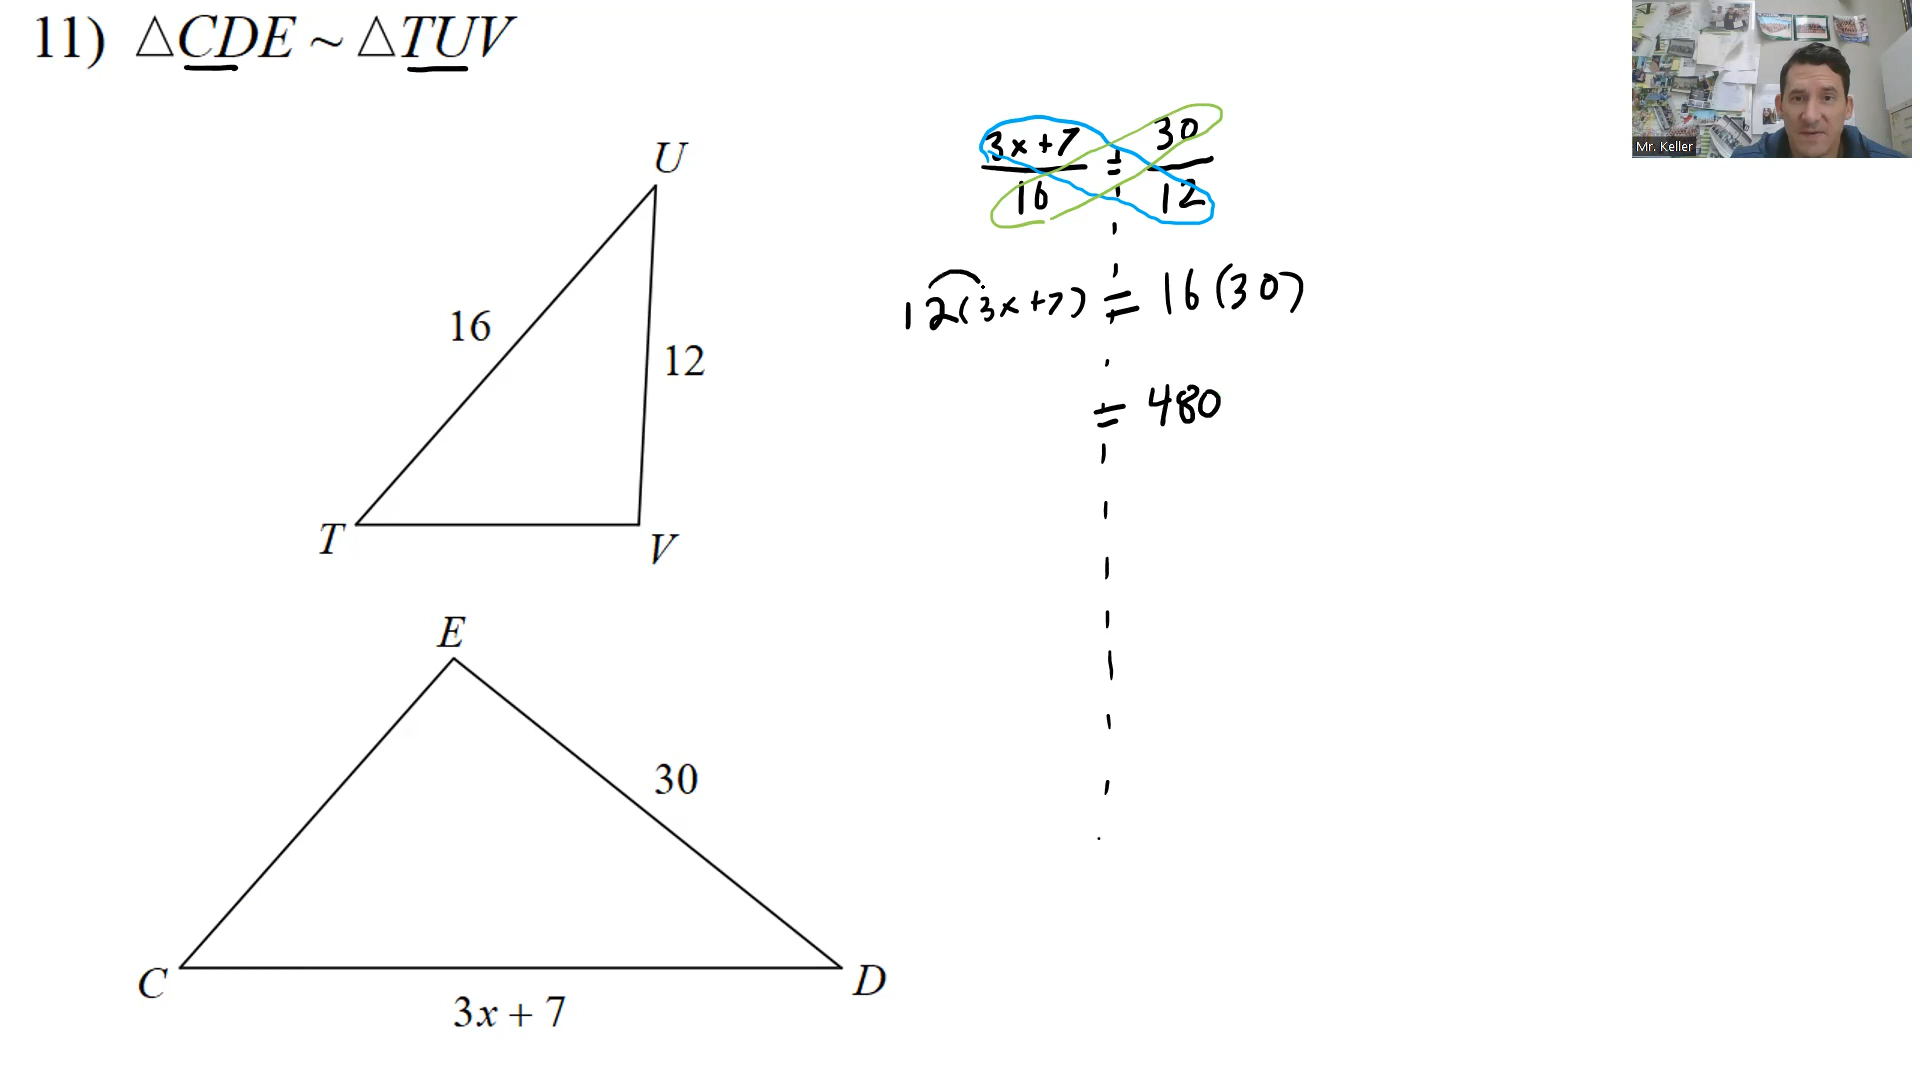 11) △CDE ~ △TUV
Mr. Keller
U
16
12
T
V
E
30
C
D
3x + 7
3x + 7 = 30
16 12
12(3x+7) = 16(30)
= 480